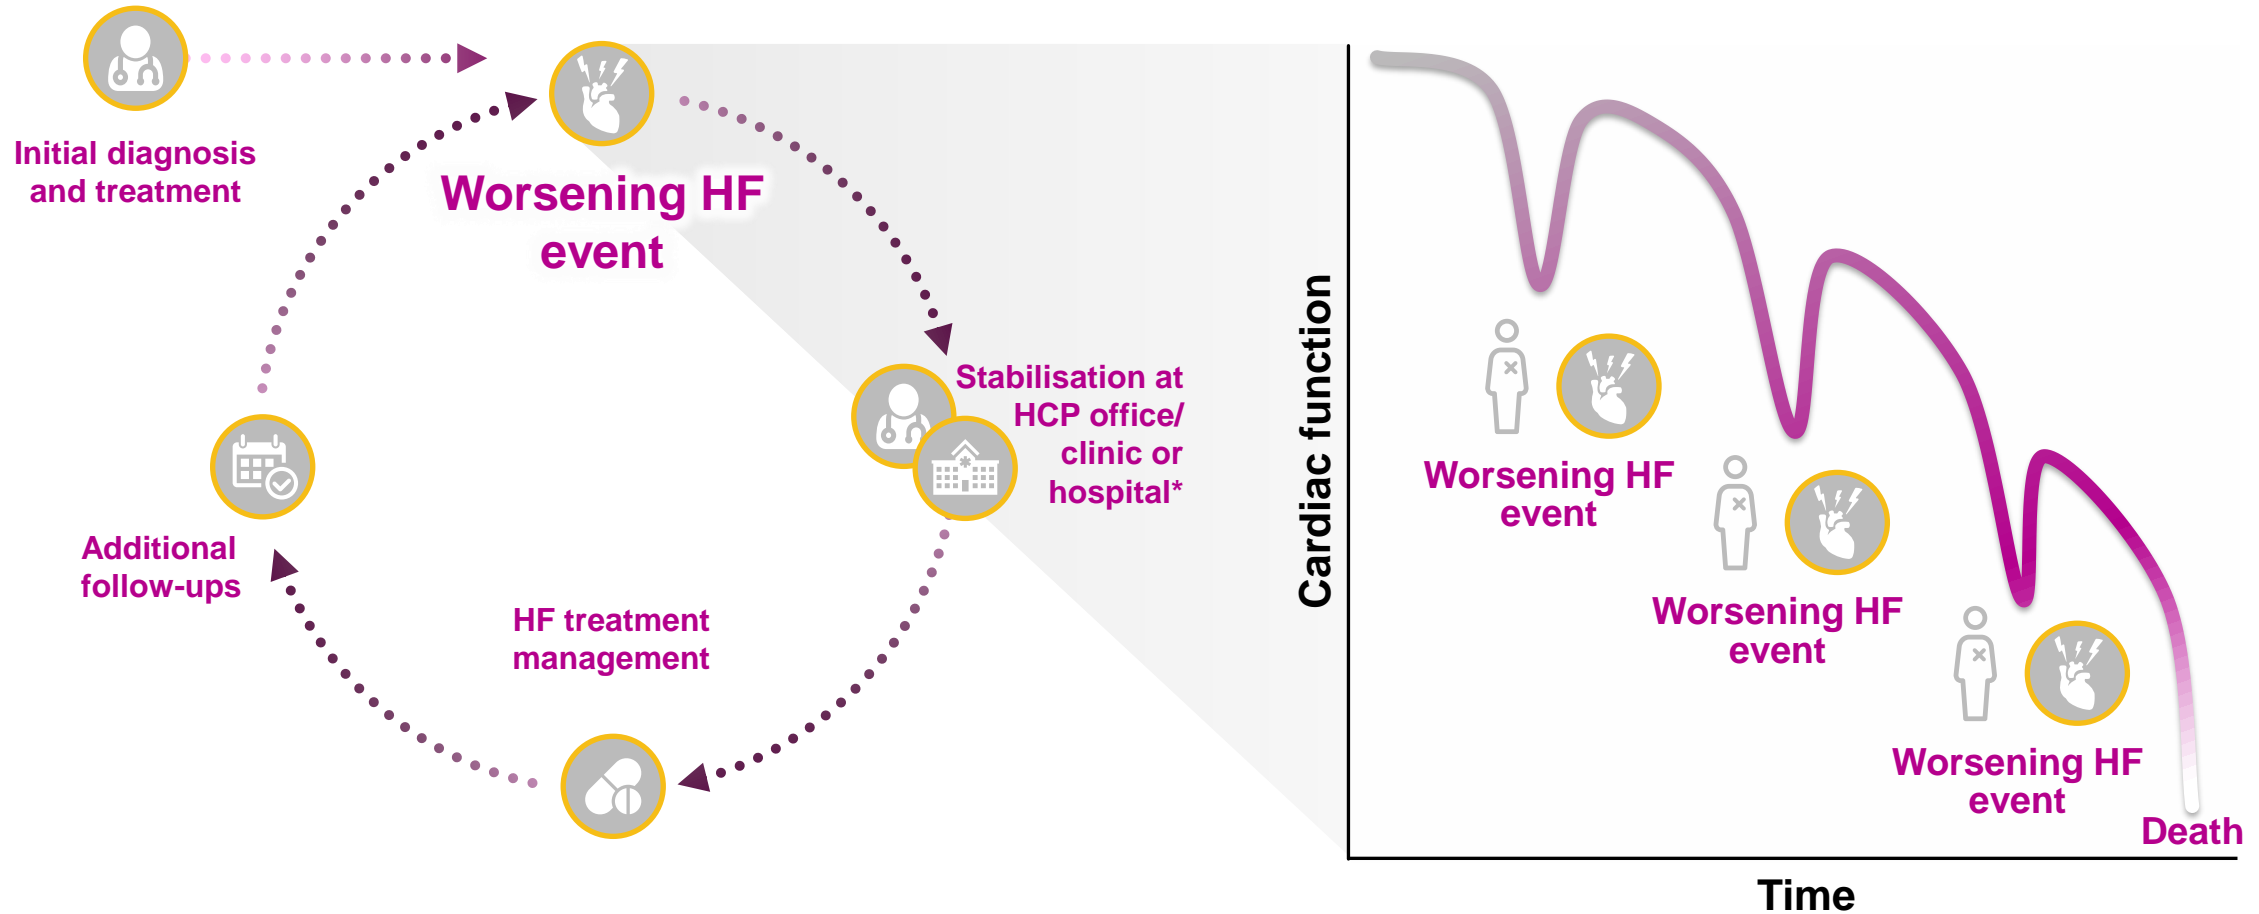 Initial diagnosis
and treatment
Worsening HF
event
Stabilisation at
HCP office/
clinic or
hospital*
HF treatment
management
Additional
follow-ups
Cardiac function
Worsening HF
event
Worsening HF
event
Worsening HF
event
Death
Time